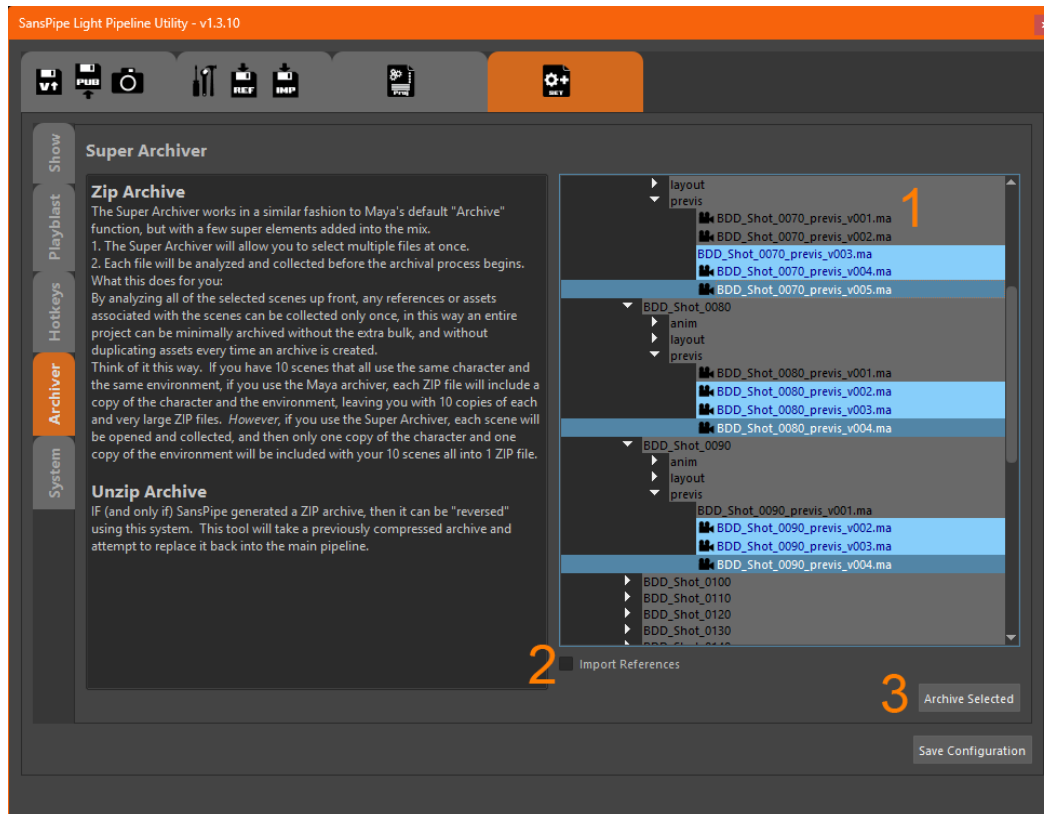 SansPipe Light Pipeline Utility - v1.3.10
V↑ PUB REF IMP Proj SET
Show
Playblast
Hotkeys
Archiver
System
Super Archiver
Zip Archive
The Super Archiver works in a similar fashion to Maya's default "Archive"
function, but with a few super elements added into the mix.
1. The Super Archiver will allow you to select multiple files at once.
2. Each file will be analyzed and collected before the archival process begins.
What this does for you:
By analyzing all of the selected scenes up front, any references or assets
associated with the scenes can be collected only once, in this way an entire
project can be minimally archived without the extra bulk, and without
duplicating assets every time an archive is created.
Think of it this way. If you have 10 scenes that all use the same character and
the same environment, if you use the Maya archiver, each ZIP file will include a
copy of the character and the environment, leaving you with 10 copies of each
and very large ZIP files. However, if you use the Super Archiver, each scene will
be opened and collected, and then only one copy of the character and one
copy of the environment will be included with your 10 scenes all into 1 ZIP file.
Unzip Archive
IF (and only if) SansPipe generated a ZIP archive, then it can be "reversed"
using this system. This tool will take a previously compressed archive and
attempt to replace it back into the main pipeline.
layout
previs
1
BDD_Shot_0070_previs_v001.ma
BDD_Shot_0070_previs_v002.ma
BDD_Shot_0070_previs_v003.ma
BDD_Shot_0070_previs_v004.ma
BDD_Shot_0070_previs_v005.ma
BDD_Shot_0080
anim
layout
previs
BDD_Shot_0080_previs_v001.ma
BDD_Shot_0080_previs_v002.ma
BDD_Shot_0080_previs_v003.ma
BDD_Shot_0080_previs_v004.ma
BDD_Shot_0090
anim
layout
previs
BDD_Shot_0090_previs_v001.ma
BDD_Shot_0090_previs_v002.ma
BDD_Shot_0090_previs_v003.ma
BDD_Shot_0090_previs_v004.ma
BDD_Shot_0100
BDD_Shot_0110
BDD_Shot_0120
BDD_Shot_0130
2 Import References
3 Archive Selected
Save Configuration